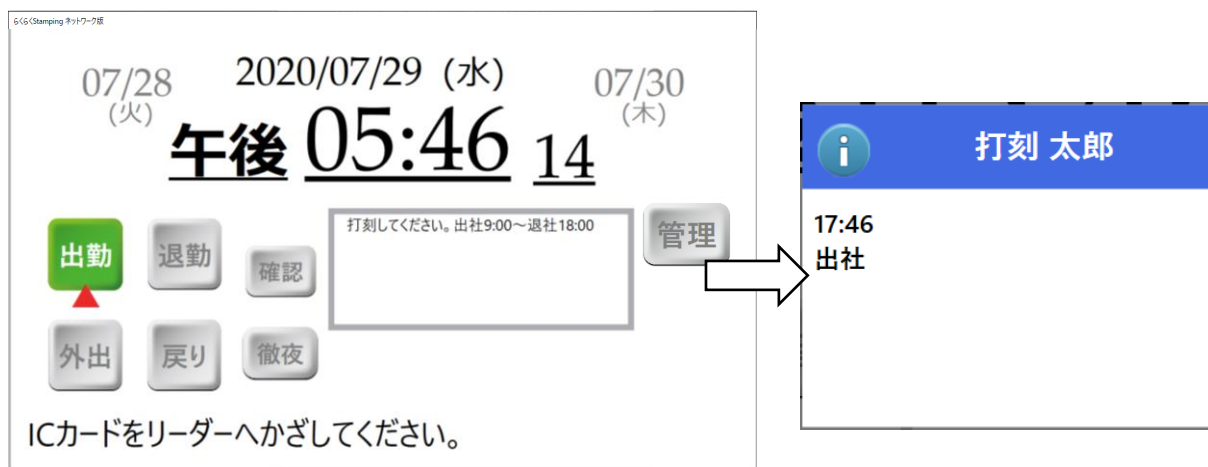 らくらくStamping ネットワーク版
07/28
(火)
2020/07/29 (水)
07/30
(木)
午後 05:46 14
出勤
退勤
確認
打刻してください。出社9:00～退社18:00
管理
外出
戻り
徹夜
ICカードをリーダーへかざしてください。
i
打刻 太郎
17:46
出社